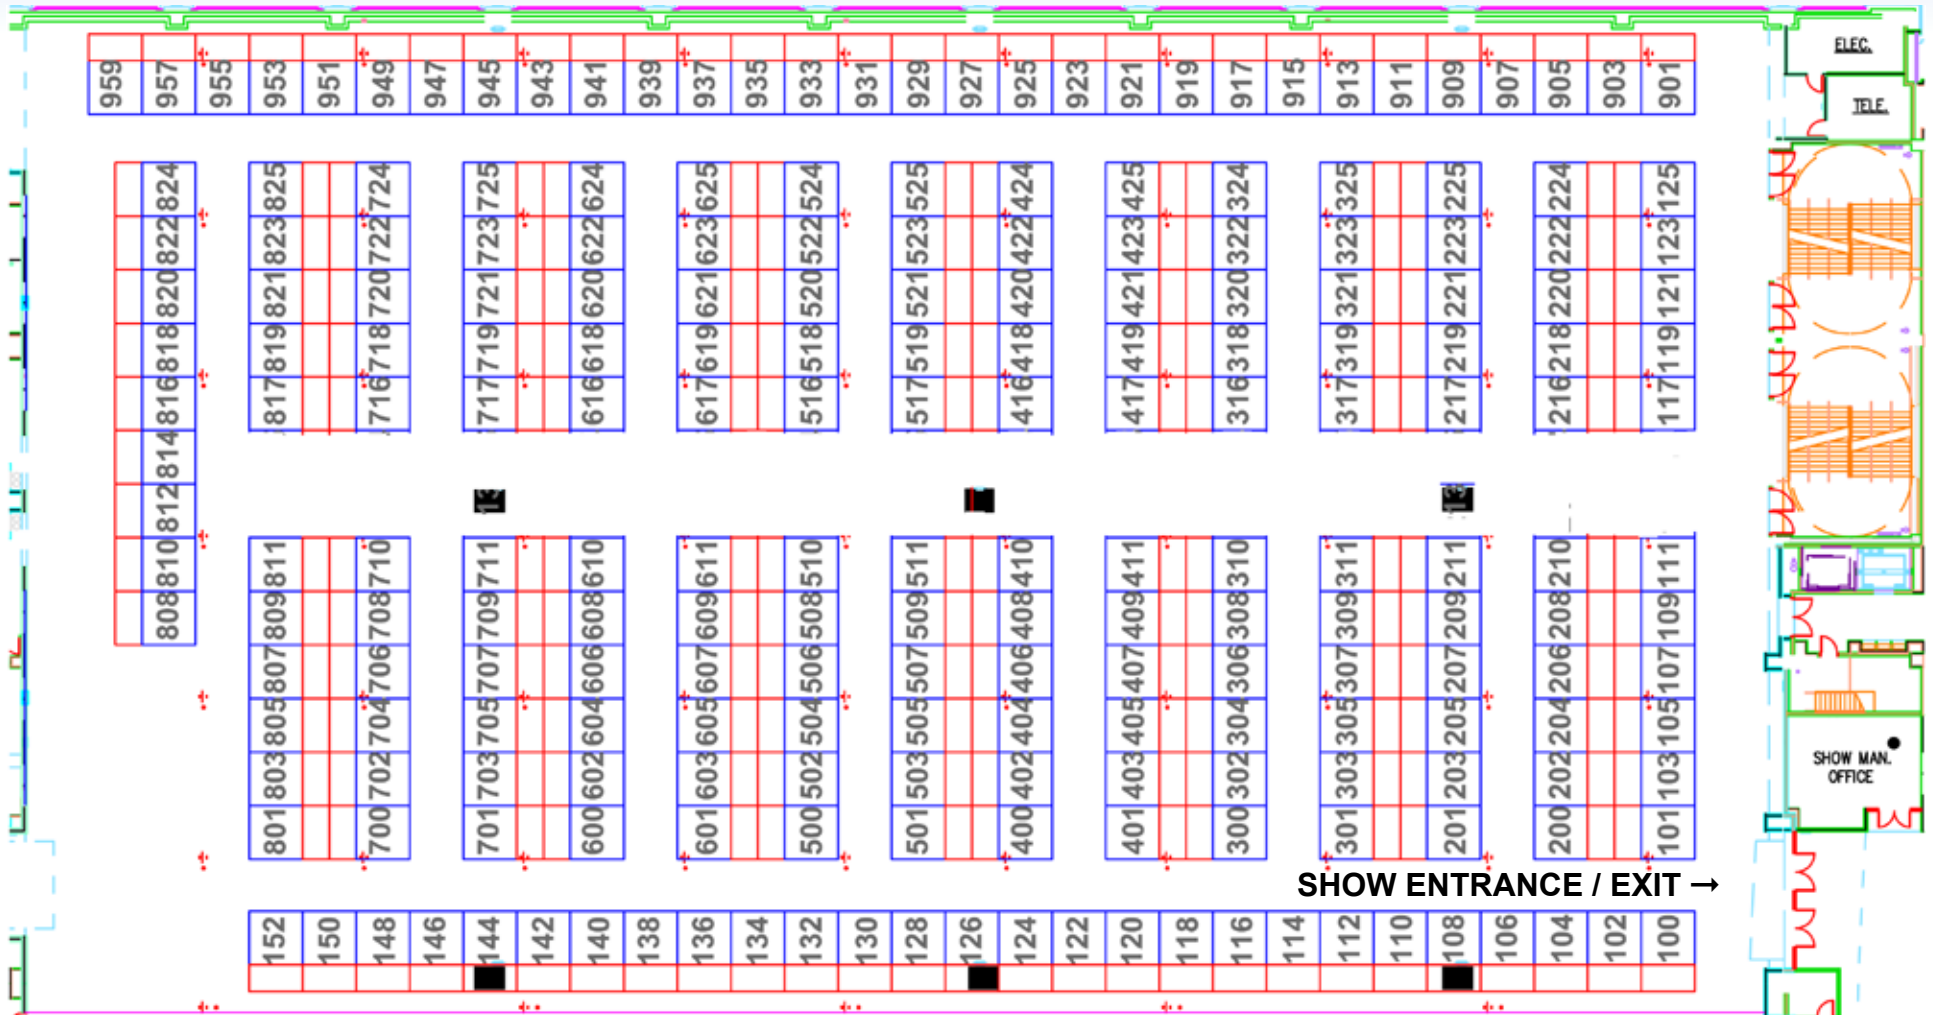 959 957 955 953 951 949 947 945 943 941 939 937 935 933 931 929 927 925 923 921 919 917 915 913 911 909 907 905 903 901
ELEC.
TELE.
824 825 724 725 624 625 524 525 424 425 324 325 225 224 125
822 823 722 723 622 623 522 523 422 423 322 323 223 222 123
820 821 720 721 620 621 520 521 420 421 320 321 221 220 121
818 819 718 719 618 619 518 519 418 419 318 319 219 218 119
816 817 716 717 616 617 516 517 416 417 316 317 217 216 117
814
812 13 13
810 811 710 711 610 611 510 511 410 411 310 311 211 210 111
808 809 708 709 608 609 508 509 408 409 308 309 209 208 109
807 706 707 606 607 506 507 406 407 306 307 207 206 107
805 704 705 604 605 504 505 404 405 304 305 205 204 105
803 702 703 602 603 502 503 402 403 302 303 203 202 103
SHOW MAN.
OFFICE
801 700 701 600 601 500 501 400 401 300 301 201 200 101
SHOW ENTRANCE / EXIT →
152 150 148 146 144 142 140 138 136 134 132 130 128 126 124 122 120 118 116 114 112 110 108 106 104 102 100